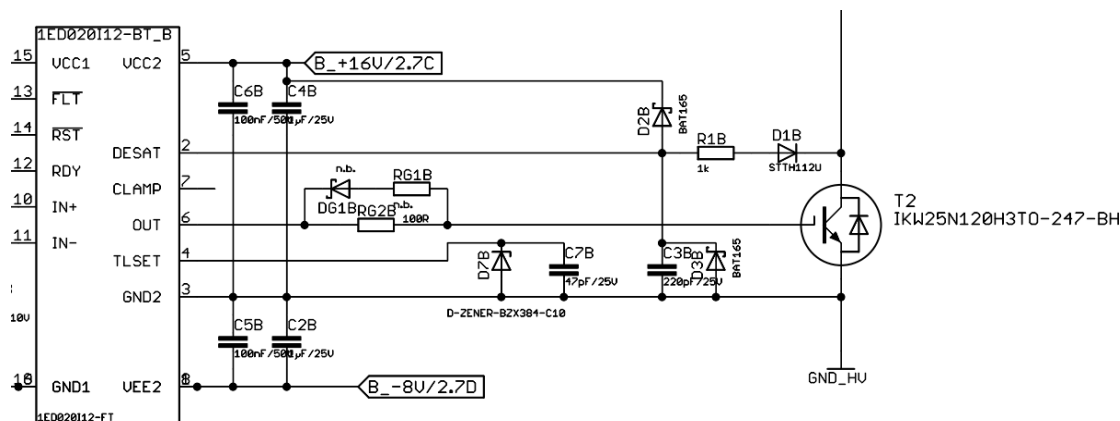 1ED020I12-BT_B
15 VCC1 VCC2 5
B_+16V/2.7C
13 FLT
C6B C4B
100nF/50V 1µF/25V
D2B BAT165
14 RST
DESAT 2
R1B 1k
D1B STTH112U
12 RDY
CLAMP 7
n.b.
RG1B
n.b.
DG1B
10 IN+
T2
IKW25N120H3TO-247-BH
OUT 6
RG2B 100R
11 IN-
TLSET 4
D7B
C7B 47pF/25V
C3B 220pF/25V
D3B BAT165
GND2 3
10V
D-ZENER-BZX384-C10
C5B C2B
100nF/50V 1µF/25V
GND_HV
GND1 VEE2
B_-8V/2.7D
1ED020I12-FT